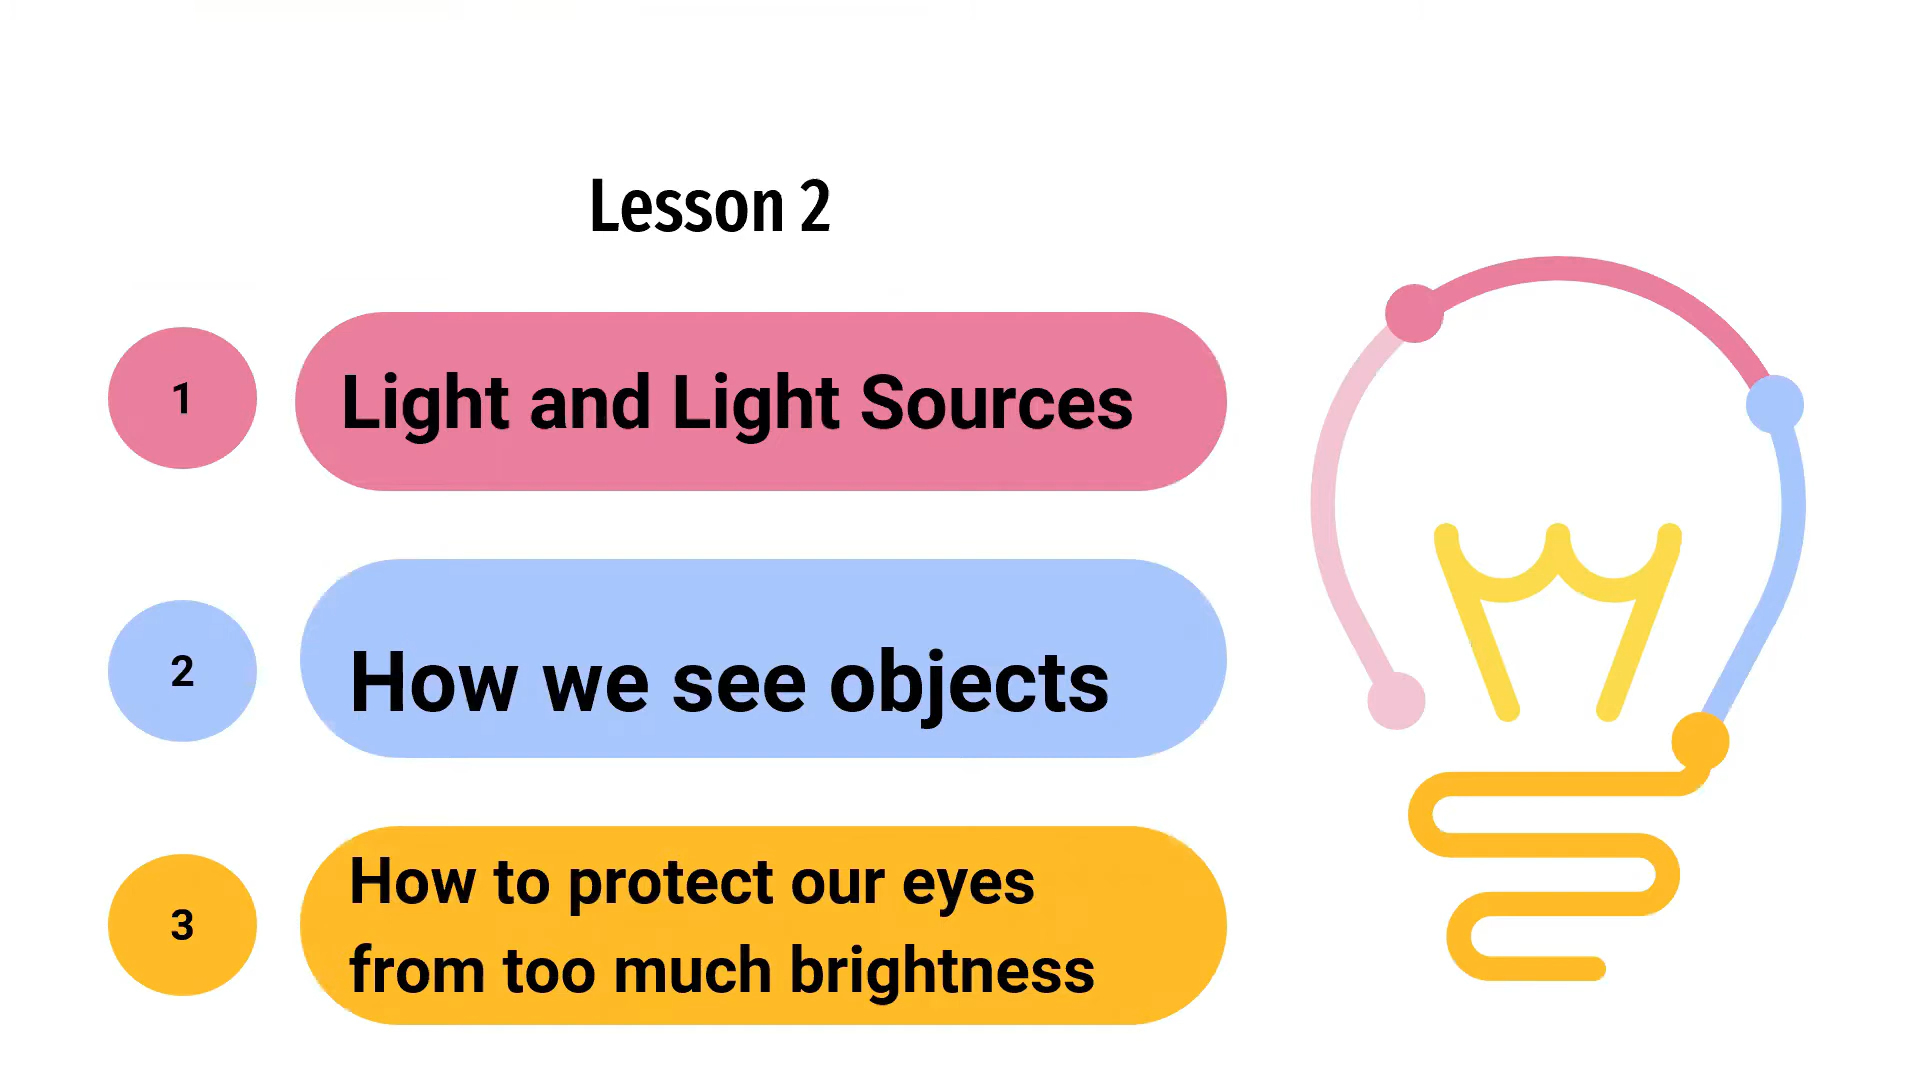 Lesson 2
1
Light and Light Sources
2
How we see objects
3
How to protect our eyes
from too much brightness